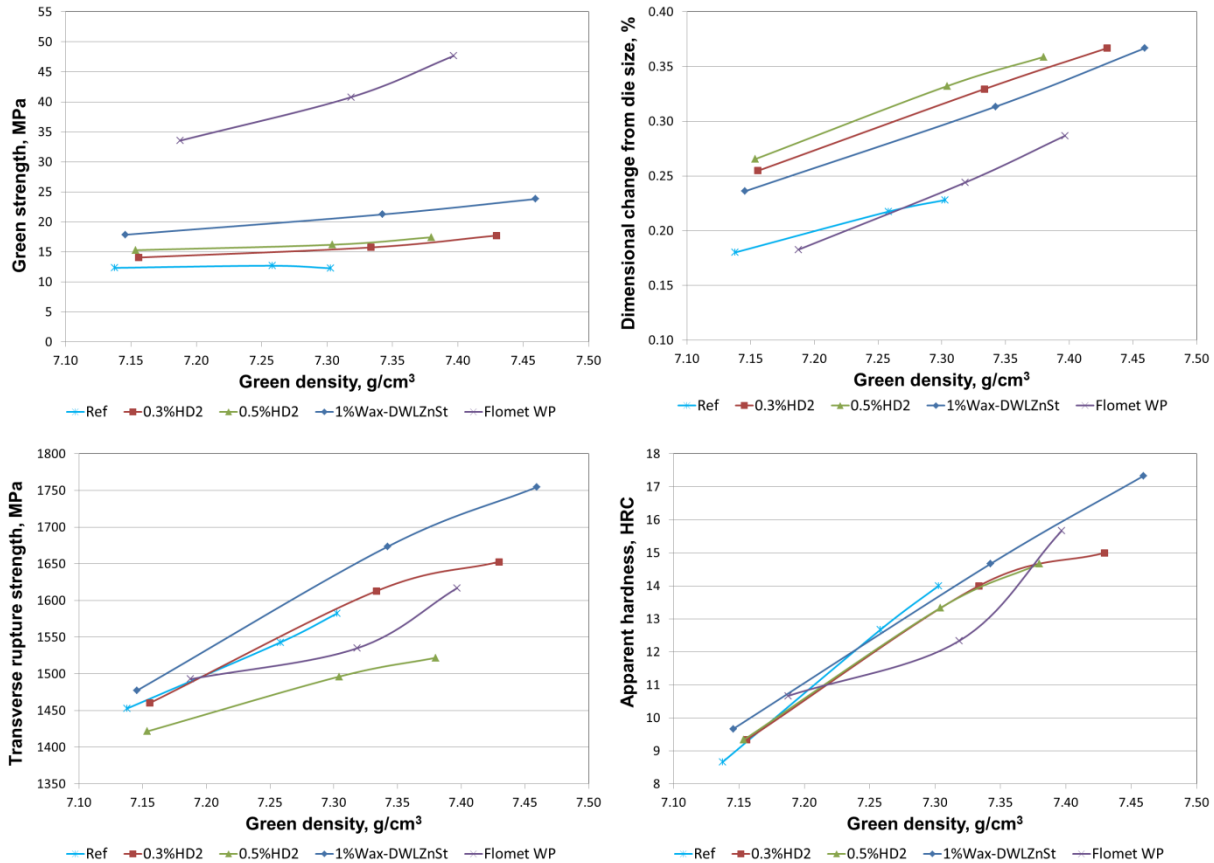 Green strength, MPa
55
50
45
40
35
30
25
20
15
10
5
0
7.10 7.15 7.20 7.25 7.30 7.35 7.40 7.45 7.50
Green density, g/cm³
Ref 0.3%HD2 0.5%HD2 1%Wax-DWLZnSt Flomet WP
Dimensional change from die size, %
0.40
0.35
0.30
0.25
0.20
0.15
0.10
7.10 7.15 7.20 7.25 7.30 7.35 7.40 7.45 7.50
Green density, g/cm³
Ref 0.3%HD2 0.5%HD2 1%Wax-DWLZnSt Flomet WP
Transverse rupture strength, MPa
1800
1750
1700
1650
1600
1550
1500
1450
1400
1350
7.10 7.15 7.20 7.25 7.30 7.35 7.40 7.45 7.50
Green density, g/cm³
Ref 0.3%HD2 0.5%HD2 1%Wax-DWLZnSt Flomet WP
Apparent hardness, HRC
18
17
16
15
14
13
12
11
10
9
8
7.10 7.15 7.20 7.25 7.30 7.35 7.40 7.45 7.50
Green density, g/cm³
Ref 0.3%HD2 0.5%HD2 1%Wax-DWLZnSt Flomet WP